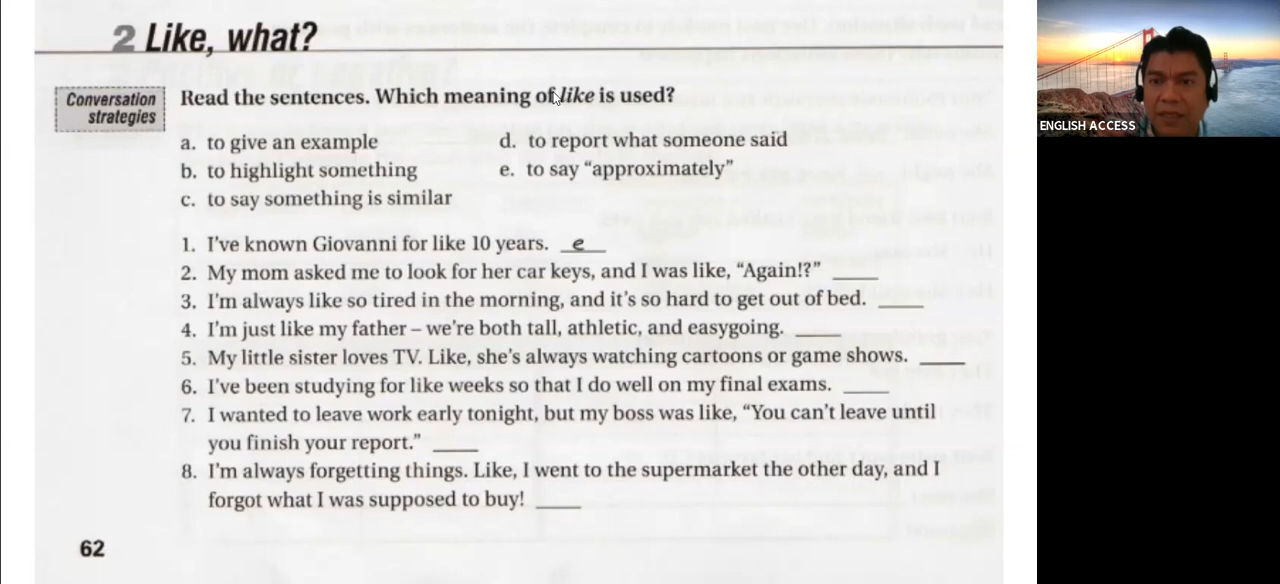 2 Like, what?
Conversation
strategies
Read the sentences. Which meaning of like is used?
a. to give an example
b. to highlight something
c. to say something is similar
d. to report what someone said
e. to say “approximately”
1. I've known Giovanni for like 10 years. e
2. My mom asked me to look for her car keys, and I was like, “Again!?” ____
3. I'm always like so tired in the morning, and it's so hard to get out of bed. ____
4. I'm just like my father – we're both tall, athletic, and easygoing. ____
5. My little sister loves TV. Like, she's always watching cartoons or game shows. ____
6. I've been studying for like weeks so that I do well on my final exams. ____
7. I wanted to leave work early tonight, but my boss was like, “You can't leave until
you finish your report.” ____
8. I'm always forgetting things. Like, I went to the supermarket the other day, and I
forgot what I was supposed to buy! ____
62
ENGLISH ACCESS